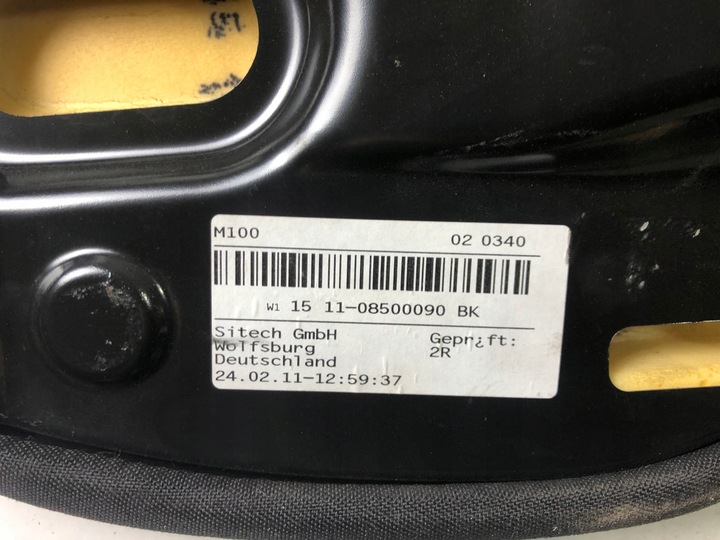 M100 02 0340
W1 15 11-08500090 BK
Sitech GmbH Gepr¿ft:
Wolfsburg 2R
Deutschland
24.02.11-12:59:37